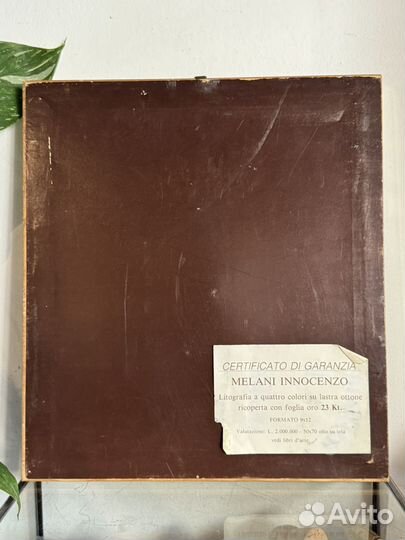 CERTIFICATO DI GARANZIA
MELANI INNOCENZO
Litografia a quattro colori su lastra ottone
ricoperta con foglia oro 23 Kt.
FORMATO 9x12
Valutazione: L. 2.000.000 - 50x70 olio su tela
vedi libri d'arte
Avito